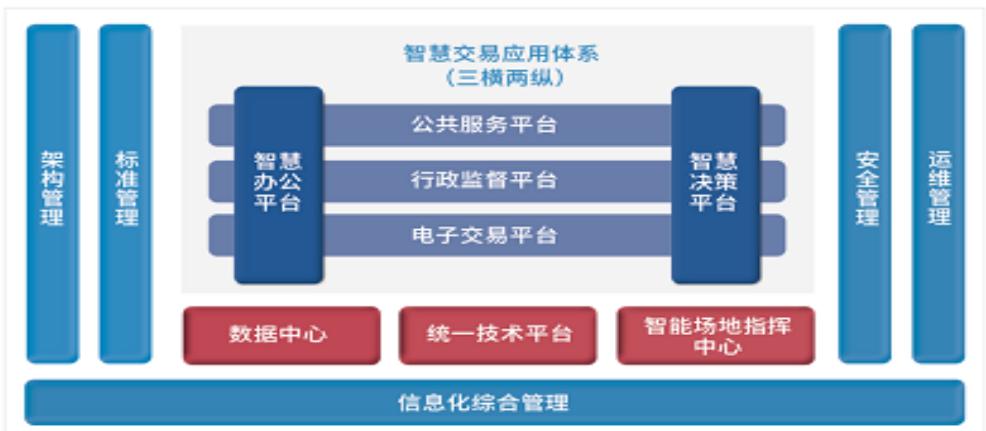 智慧交易应用体系
（三横两纵）
架构管理
标准管理
智慧
办公
平台
公共服务平台
行政监督平台
电子交易平台
智慧
决策
平台
安全管理
运维管理
数据中心
统一技术平台
智能场地指挥
中心
信息化综合管理